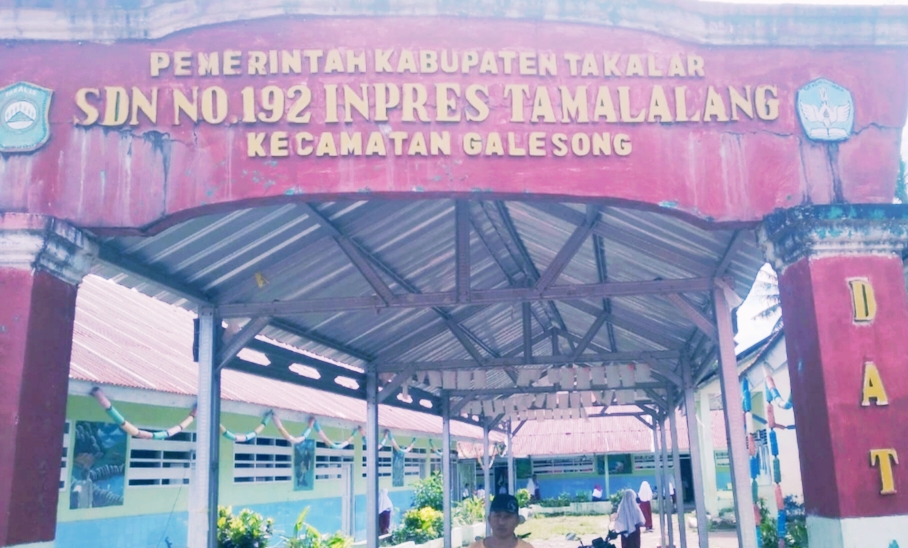 PEMERINTAH KABUPATEN TAKALAR
SDN NO.192 INPRES TAMALALANG
KECAMATAN GALESONG
D
A
T